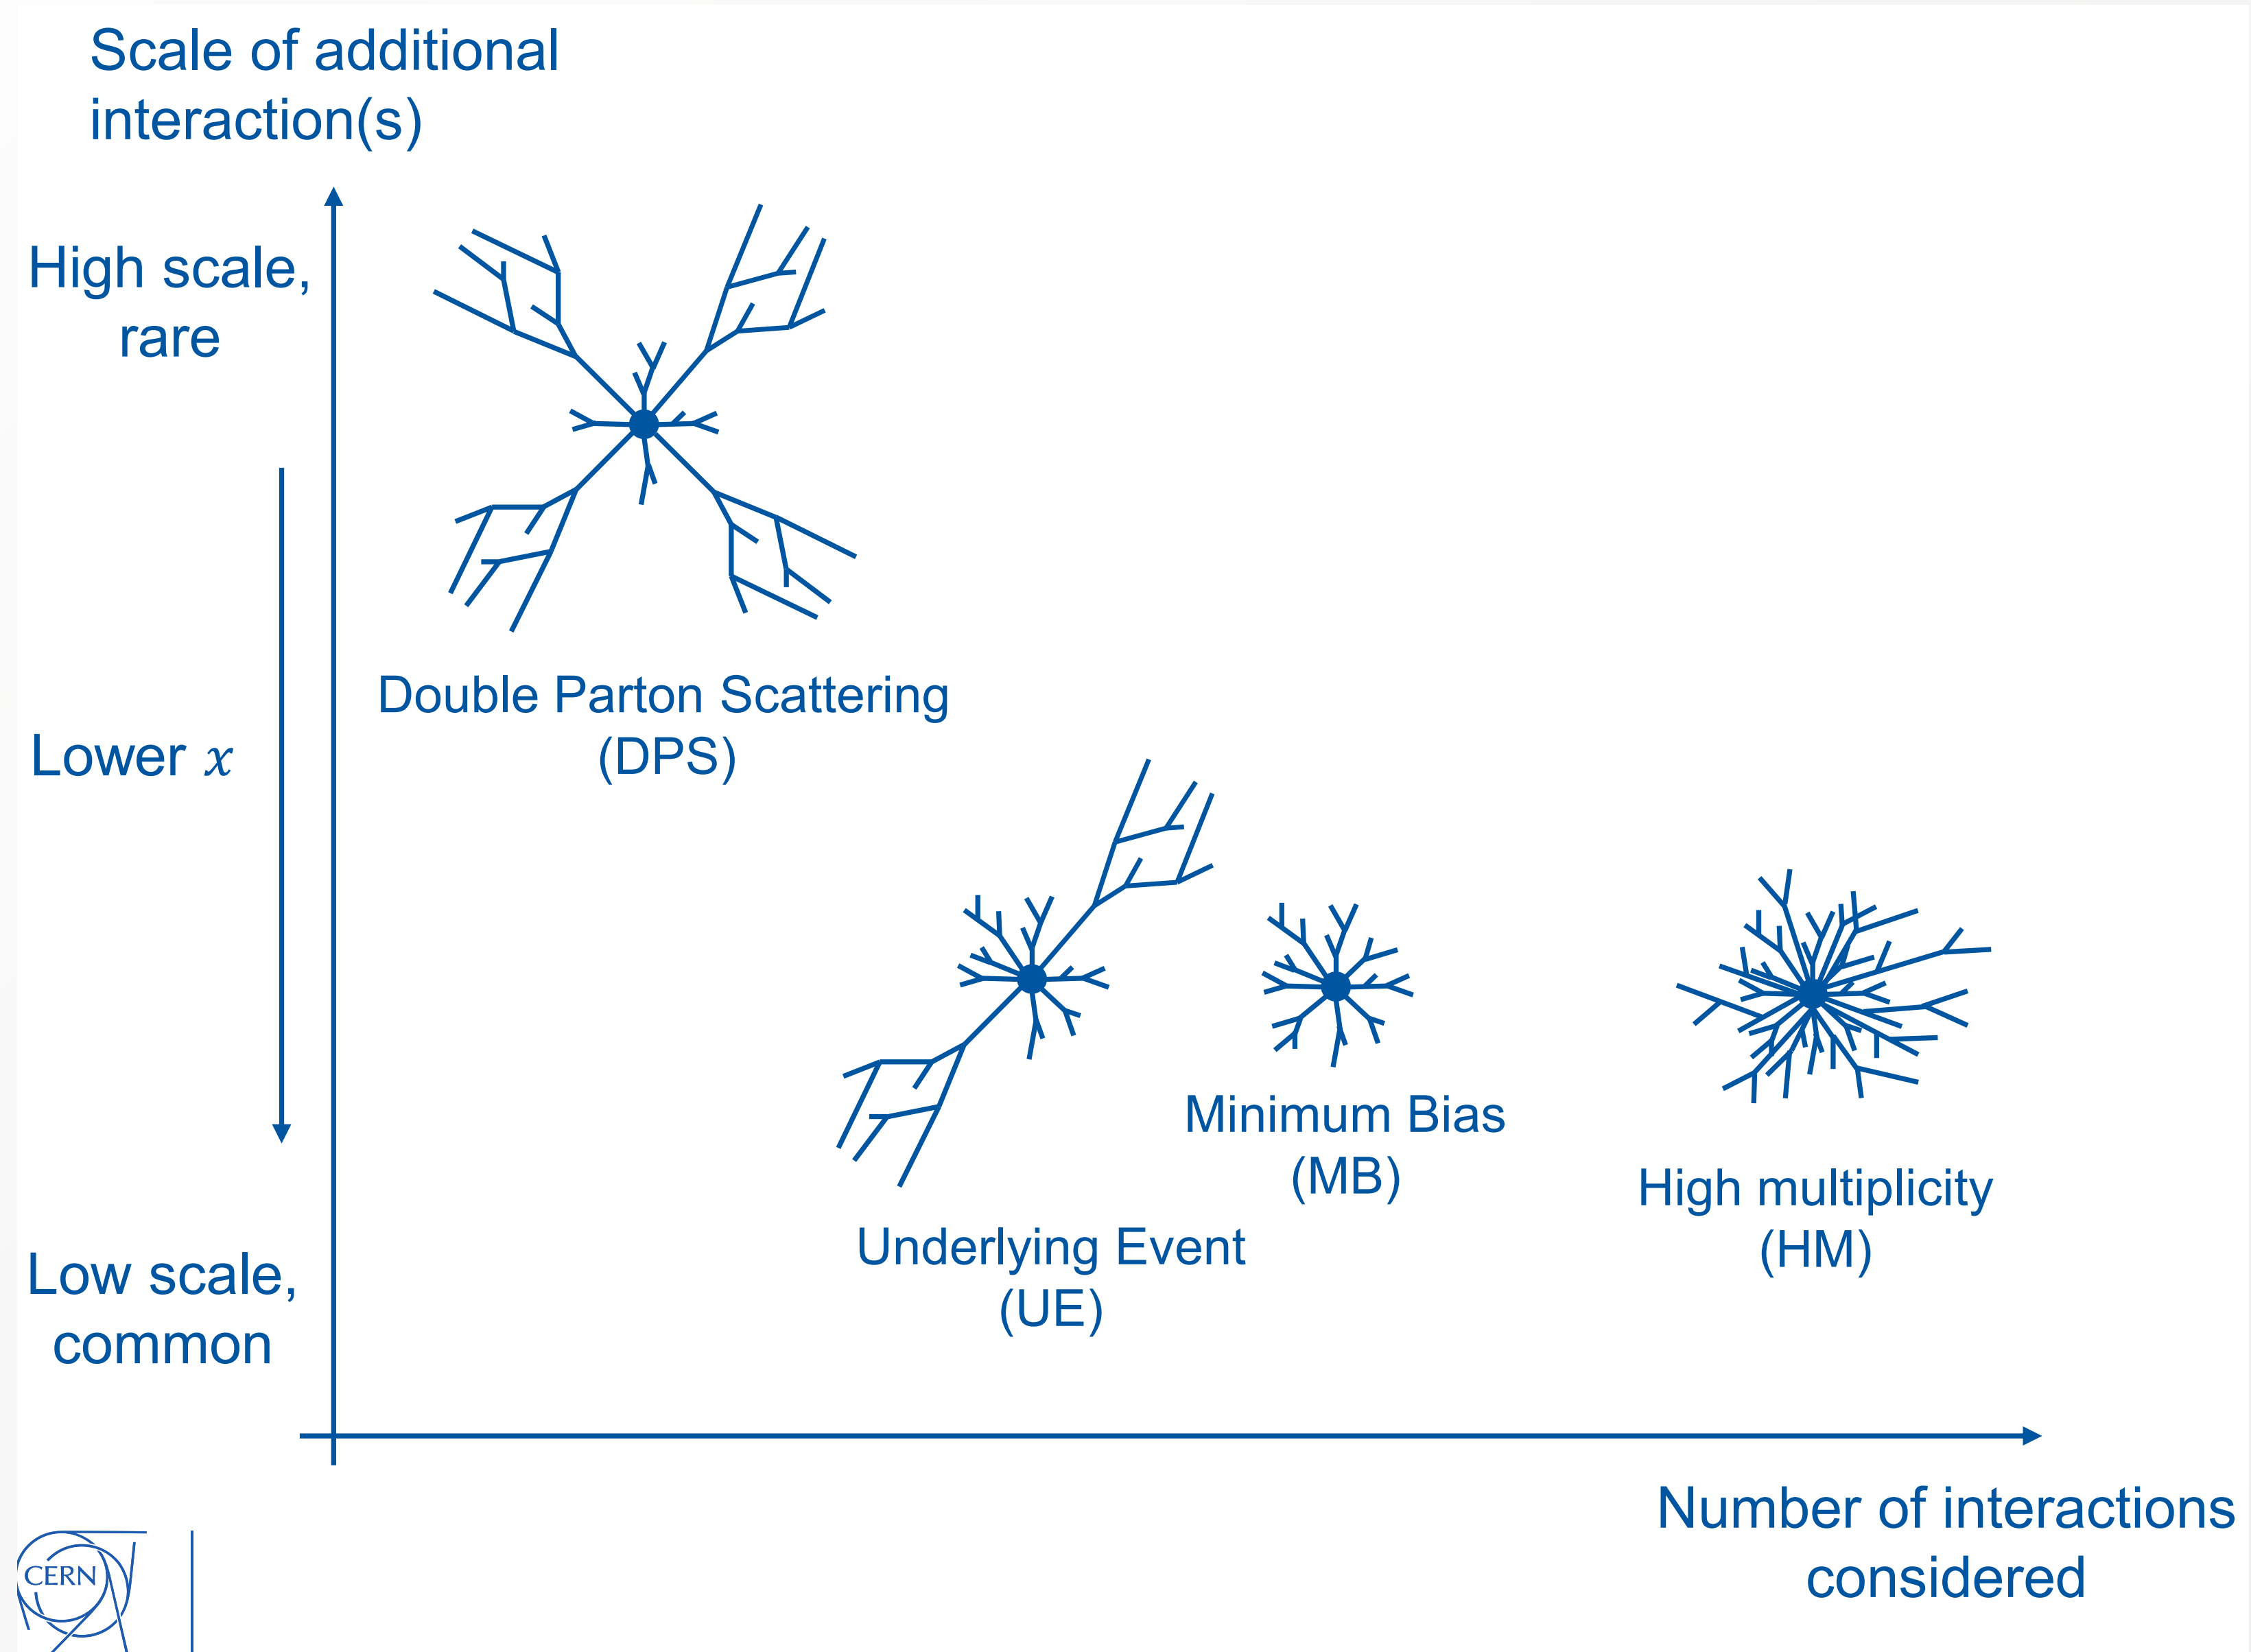 Scale of additional
interaction(s)
High scale,
rare
Double Parton Scattering
(DPS)
Lower x
Minimum Bias
(MB)
High multiplicity
(HM)
Underlying Event
(UE)
Low scale,
common
Number of interactions
considered
CERN